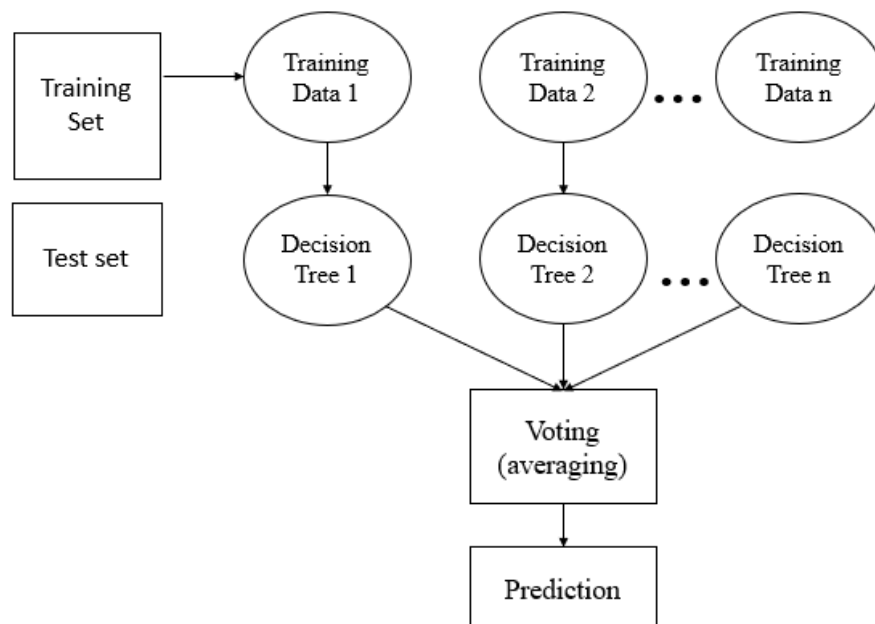 Training
Set
Training
Data 1
Training
Data 2
...
Training
Data n
Test set
Decision
Tree 1
Decision
Tree 2
...
Decision
Tree n
Voting
(averaging)
Prediction